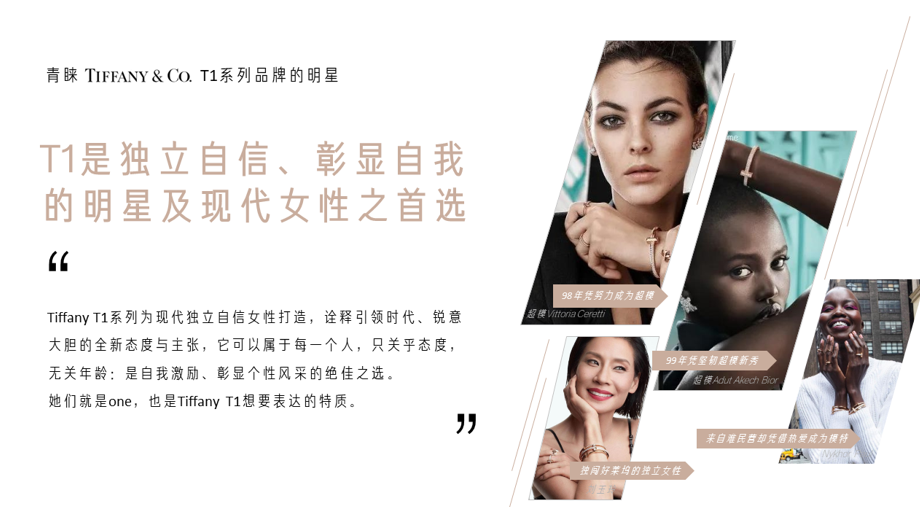 青睐 TIFFANY & CO. T1系列品牌的明星
T1是独立自信、彰显自我
的明星及现代女性之首选
“
Tiffany T1系列为现代独立自信女性打造，诠释引领时代、锐意
大胆的全新态度与主张，它可以属于每一个人，只关乎态度，
无关年龄；是自我激励、彰显个性风采的绝佳之选。
她们就是one，也是Tiffany T1想要表达的特质。
”
98年凭努力成为超模
超模Vittoria Ceretti
99年凭坚韧超模新秀
超模Adut Akech Bior
来自难民营却凭借热爱成为模特
独闯好莱坞的独立女性